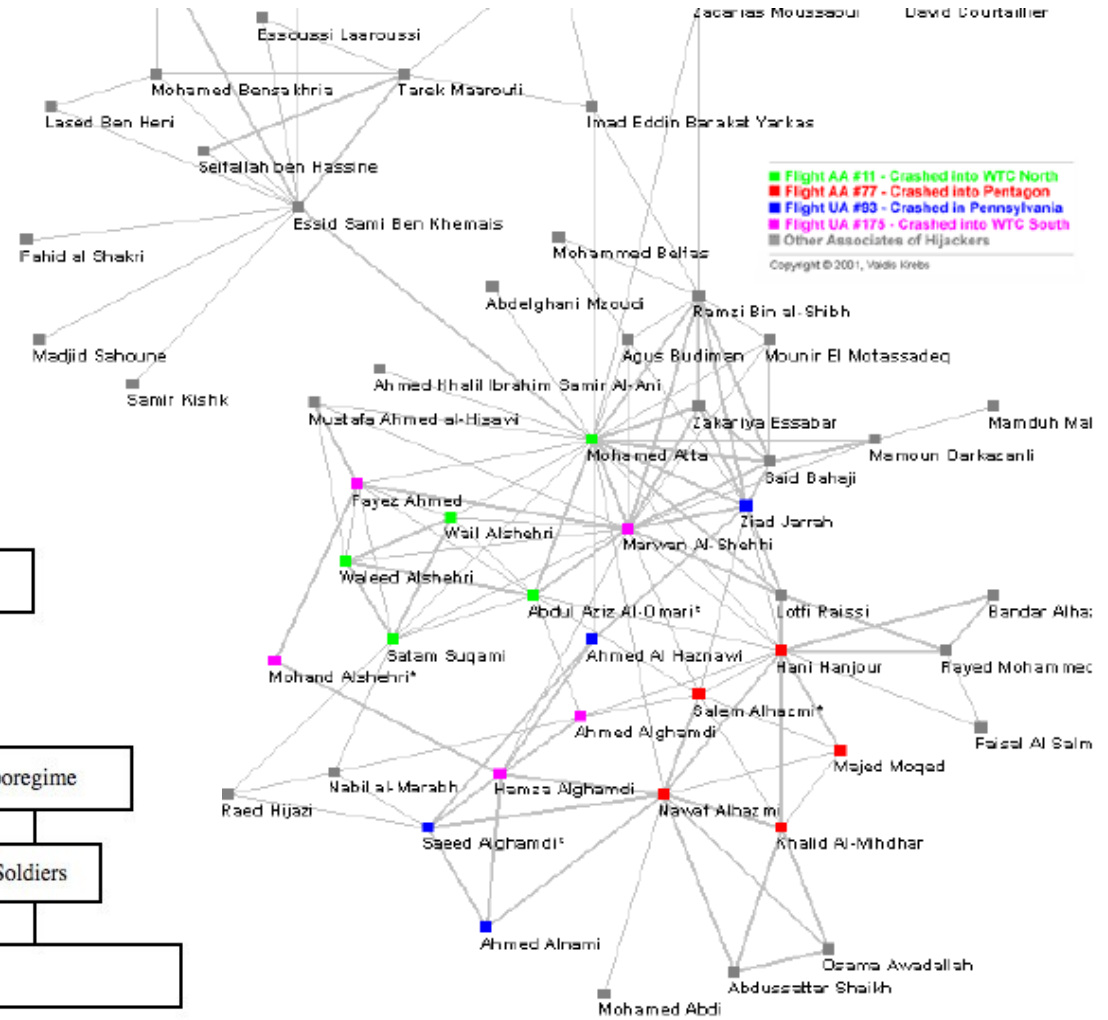 Zacarias Moussaoui
David Courtaillier
Essoussi Laaroussi
Mohamed Bensakhria
Tarek Maaroufi
Lased Ben Heni
Imad Eddin Barakat Yarkas
Seifallah ben Hassine
Flight AA #11 - Crashed into WTC North
Flight AA #77 - Crashed into Pentagon
Flight UA #93 - Crashed in Pennsylvania
Flight UA #175 - Crashed into WTC South
Other Associates of Hijackers
Copyright © 2001, Valdis Krebs
Essid Sami Ben Khemais
Fahid al Shakri
Mohammed Belfas
Abdelghani Mzoudi
Ramzi Bin al-Shibh
Madjid Sahoune
Agus Budiman
Mounir El Motassadeq
Samir Kishk
Ahmed Khalil Ibrahim Samir Al-Ani
Mustafa Ahmed al-Hisawi
Zakariya Essabar
Mamduh
Mohamed Atta
Mamoun Darkazanli
Said Bahaji
Fayez Ahmed
Ziad Jarrah
Wail Alshehri
Marwan Al-Shehhi
Waleed Alshehri
Abdul Aziz Al-Omari*
Lotfi Raissi
Bandar
Satam Suqami
Ahmed Al Haznawi
Hani Hanjour
Rayed Mohammed
Mohand Alshehri*
Salem Alhazmi*
Ahmed Alghamdi
Faisal Al
Majed Moqed
Nabil al-Marabh
Hamza Alghamdi
Raed Hijazi
Nawaf Alhazmi
Saeed Alghamdi*
Khalid Al-Mihdhar
Soldiers
Ahmed Alnami
Osama Awadallah
Abdussattar Shaikh
Mohamed Abdi